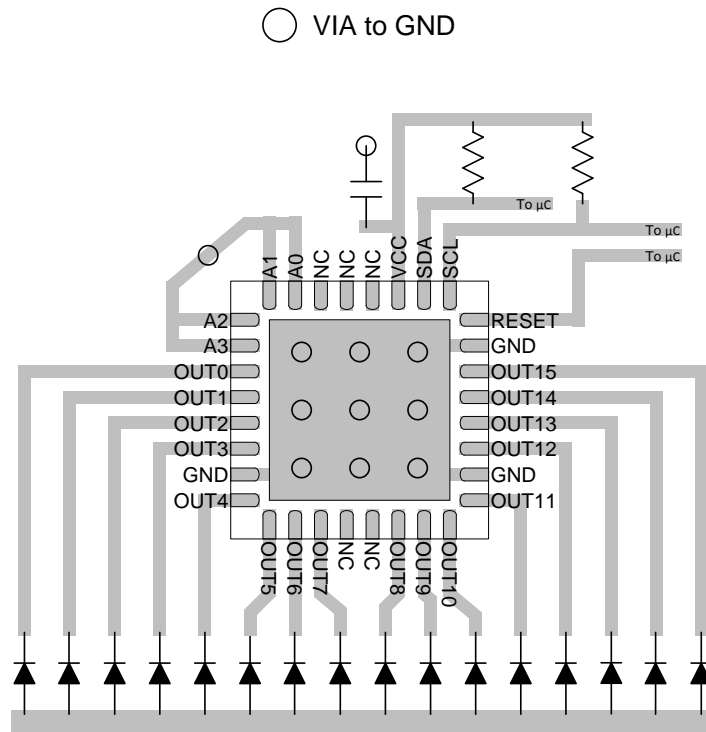 VIA to GND
To µC
To µC
To µC
A1
A0
NC
NC
NC
VCC
SDA
SCL
A2
A3
OUT0
OUT1
OUT2
OUT3
GND
OUT4
RESET
GND
OUT15
OUT14
OUT13
OUT12
GND
OUT11
OUT5
OUT6
OUT7
NC
NC
OUT8
OUT9
OUT10